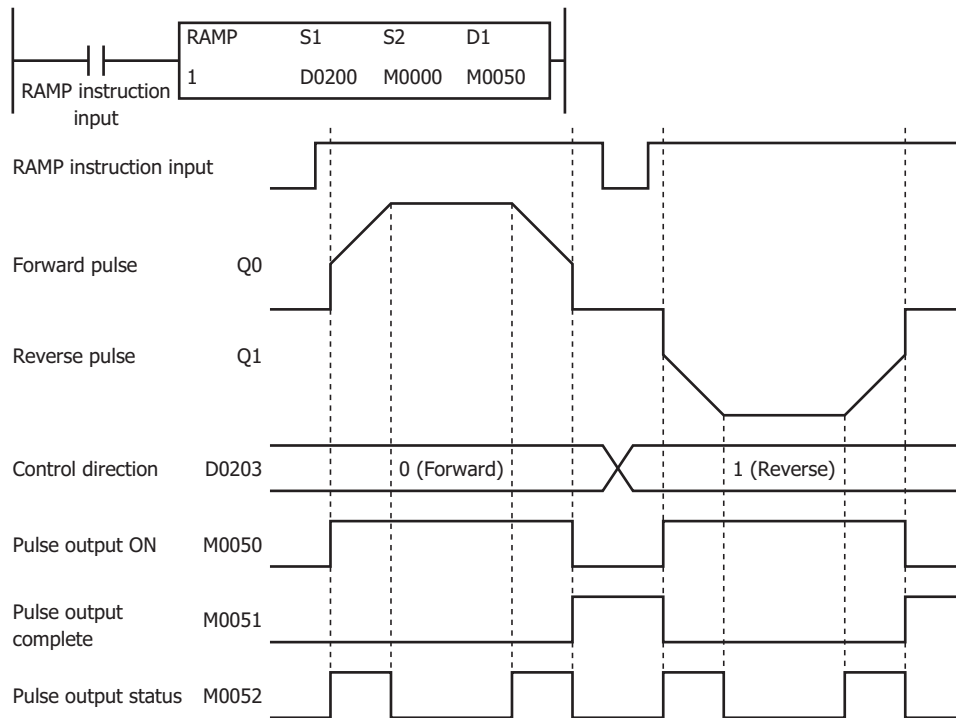 RAMP S1 S2 D1
1 D0200 M0000 M0050
RAMP instruction
input
RAMP instruction input
Forward pulse Q0
Reverse pulse Q1
Control direction D0203 0 (Forward) 1 (Reverse)
Pulse output ON M0050
Pulse output
complete M0051
Pulse output status M0052